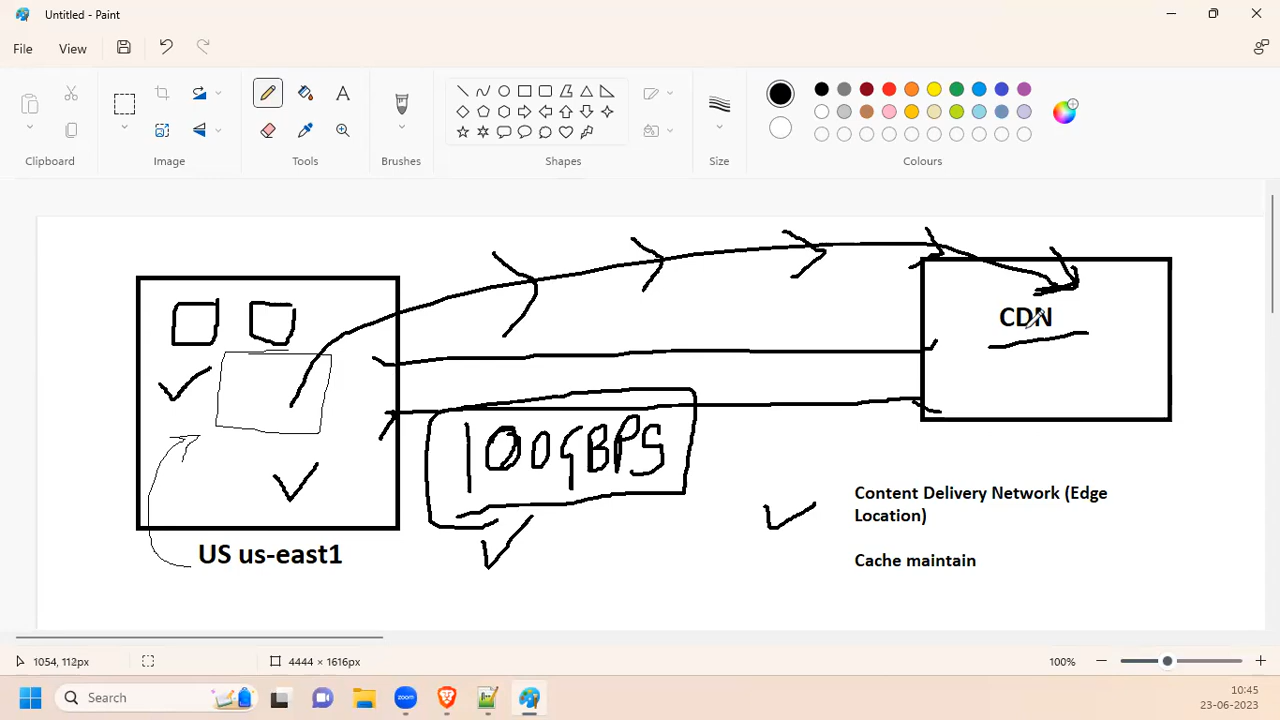 Untitled - Paint
File
View
Clipboard
Image
Tools
Brushes
Shapes
Size
Colours
CDN
100GBPS
US us-east1
Content Delivery Network (Edge
Location)
Cache maintain
1054, 112px
4444 × 1616px
100%
Search
zoom
10:45
23-06-2023